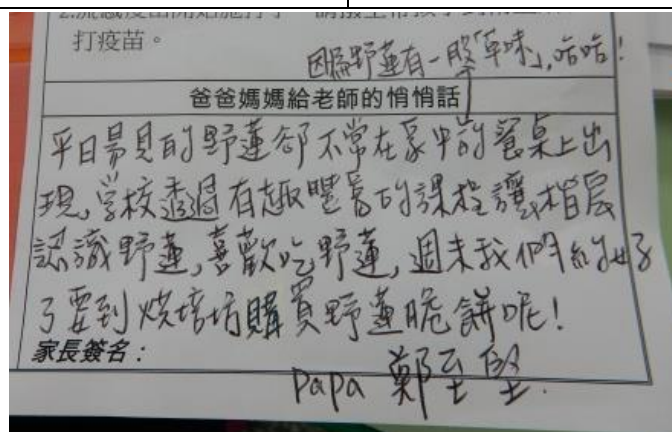 打疫苗。
因為野蓮有一股「草味」,咕咕!
爸爸媽媽給老師的悄悄話
平日易見的野蓮卻不常在家中的餐桌上出
現,学校透過有趣豐富的課程讓楷宸
認識野蓮,喜歡吃野蓮,週末我們約好
了要到烘培坊購買野蓮脆餅呢!
家長簽名:
papa 鄭至